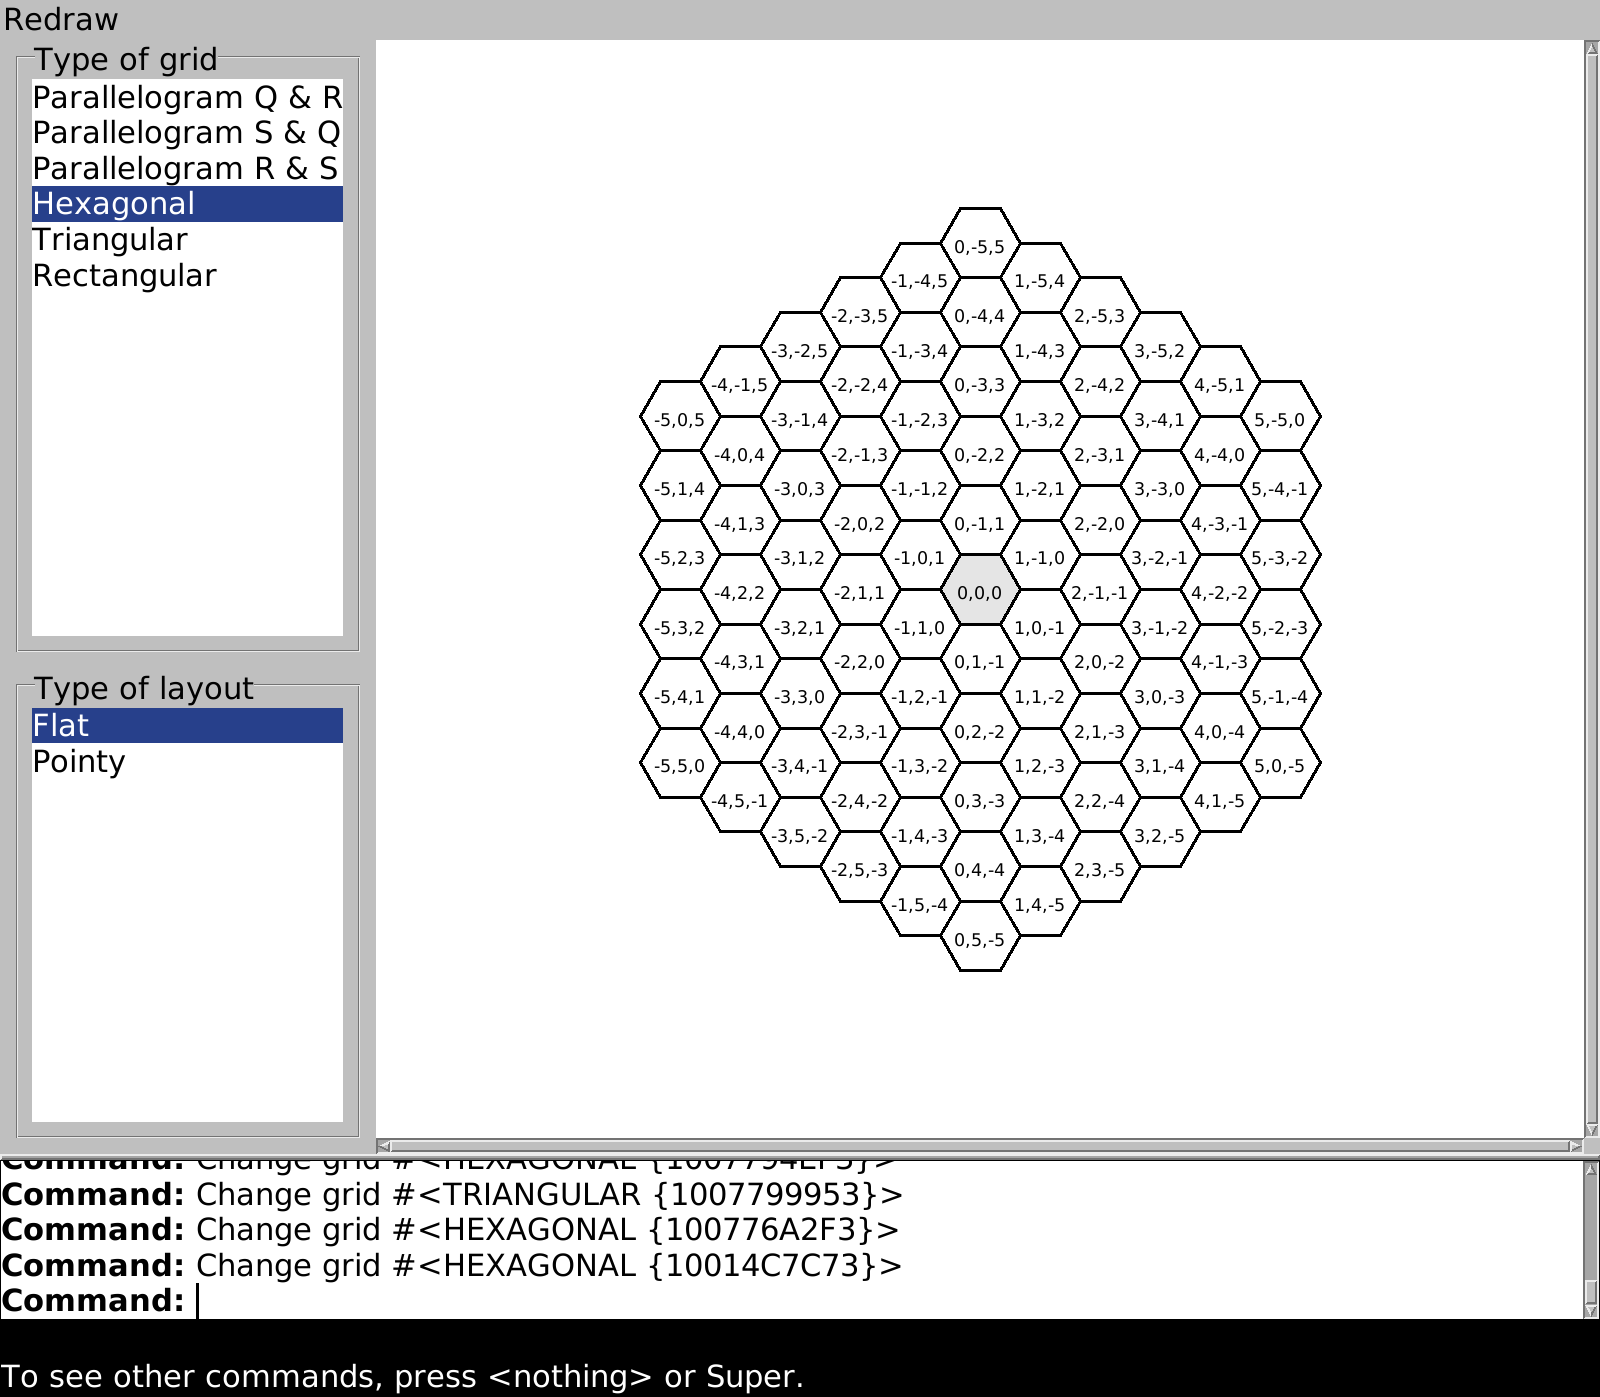 Redraw
Type of grid
Parallelogram Q & R
Parallelogram S & Q
Parallelogram R & S
Hexagonal
Triangular
Rectangular
Type of layout
Flat
Pointy
0,-5,5
-1,-4,5 1,-5,4
-2,-3,5 0,-4,4 2,-5,3
-3,-2,5 -1,-3,4 1,-4,3 3,-5,2
-4,-1,5 -2,-2,4 0,-3,3 2,-4,2 4,-5,1
-5,0,5 -3,-1,4 -1,-2,3 1,-3,2 3,-4,1 5,-5,0
-4,0,4 -2,-1,3 0,-2,2 2,-3,1 4,-4,0
-5,1,4 -3,0,3 -1,-1,2 1,-2,1 3,-3,0 5,-4,-1
-4,1,3 -2,0,2 0,-1,1 2,-2,0 4,-3,-1
-5,2,3 -3,1,2 -1,0,1 1,-1,0 3,-2,-1 5,-3,-2
-4,2,2 -2,1,1 0,0,0 2,-1,-1 4,-2,-2
-5,3,2 -3,2,1 -1,1,0 1,0,-1 3,-1,-2 5,-2,-3
-4,3,1 -2,2,0 0,1,-1 2,0,-2 4,-1,-3
-5,4,1 -3,3,0 -1,2,-1 1,1,-2 3,0,-3 5,-1,-4
-4,4,0 -2,3,-1 0,2,-2 2,1,-3 4,0,-4
-5,5,0 -3,4,-1 -1,3,-2 1,2,-3 3,1,-4 5,0,-5
-4,5,-1 -2,4,-2 0,3,-3 2,2,-4 4,1,-5
-3,5,-2 -1,4,-3 1,3,-4 3,2,-5
-2,5,-3 0,4,-4 2,3,-5
-1,5,-4 1,4,-5
0,5,-5
Command: Change grid #<HEXAGONAL
Command: Change grid #<TRIANGULAR {1007799953}>
Command: Change grid #<HEXAGONAL {100776A2F3}>
Command: Change grid #<HEXAGONAL {10014C7C73}>
Command:
To see other commands, press <nothing> or Super.